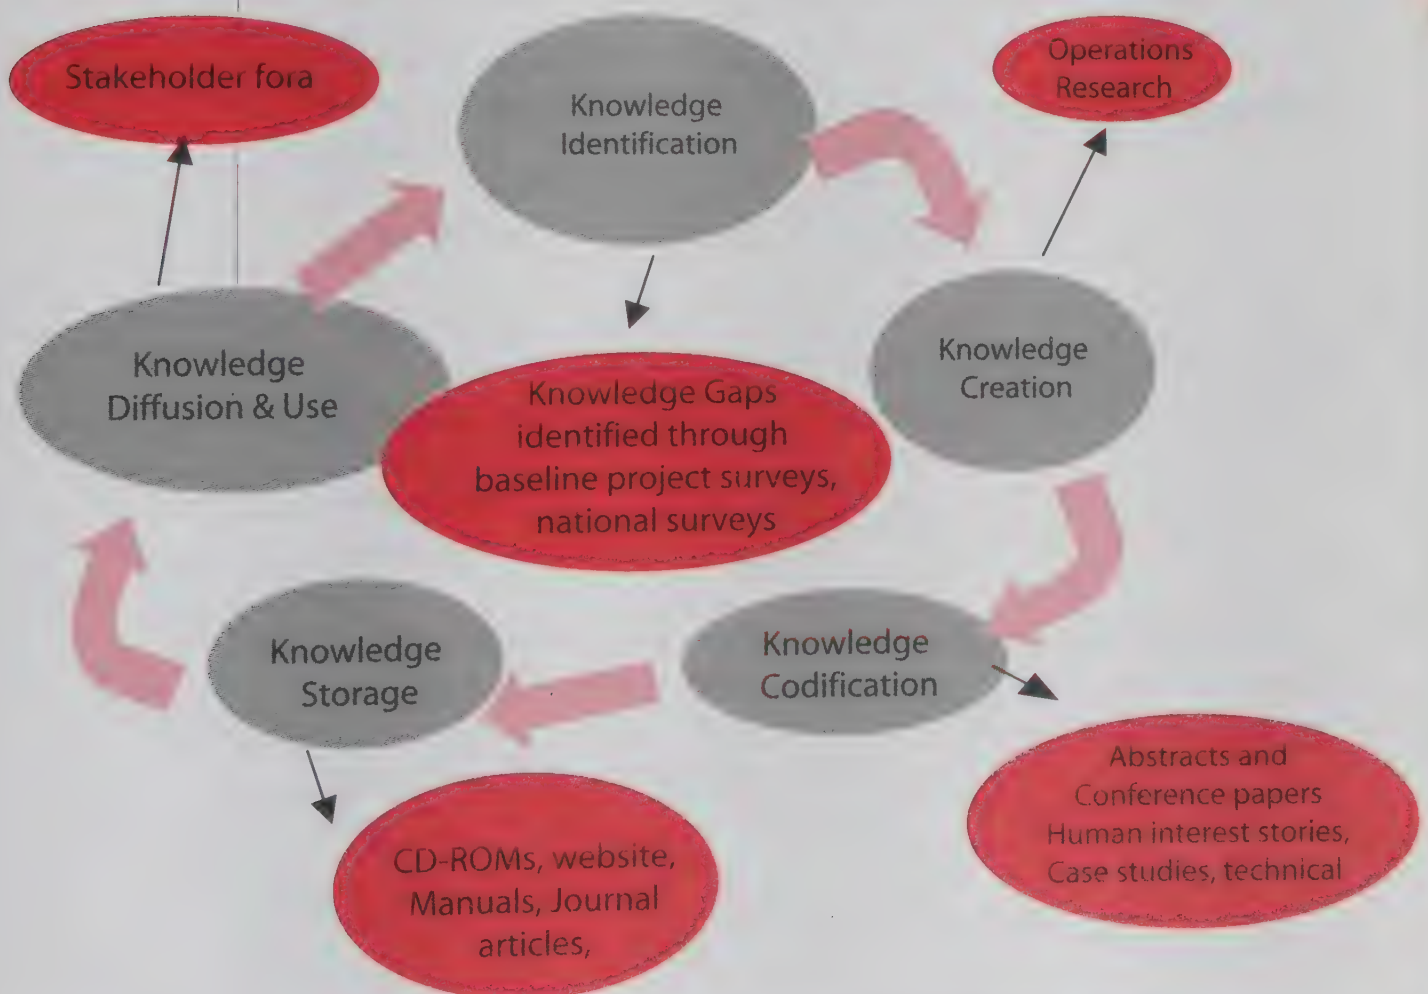 Stakeholder fora
Knowledge
Identification
Operations
Research
Knowledge
Diffusion & Use
Knowledge Gaps
identified through
baseline project surveys,
national surveys
Knowledge
Creation
Knowledge
Storage
Knowledge
Codification
CD-ROMs, website,
Manuals, Journal
articles,
Abstracts and
Conference papers
Human interest stories,
Case studies, technical